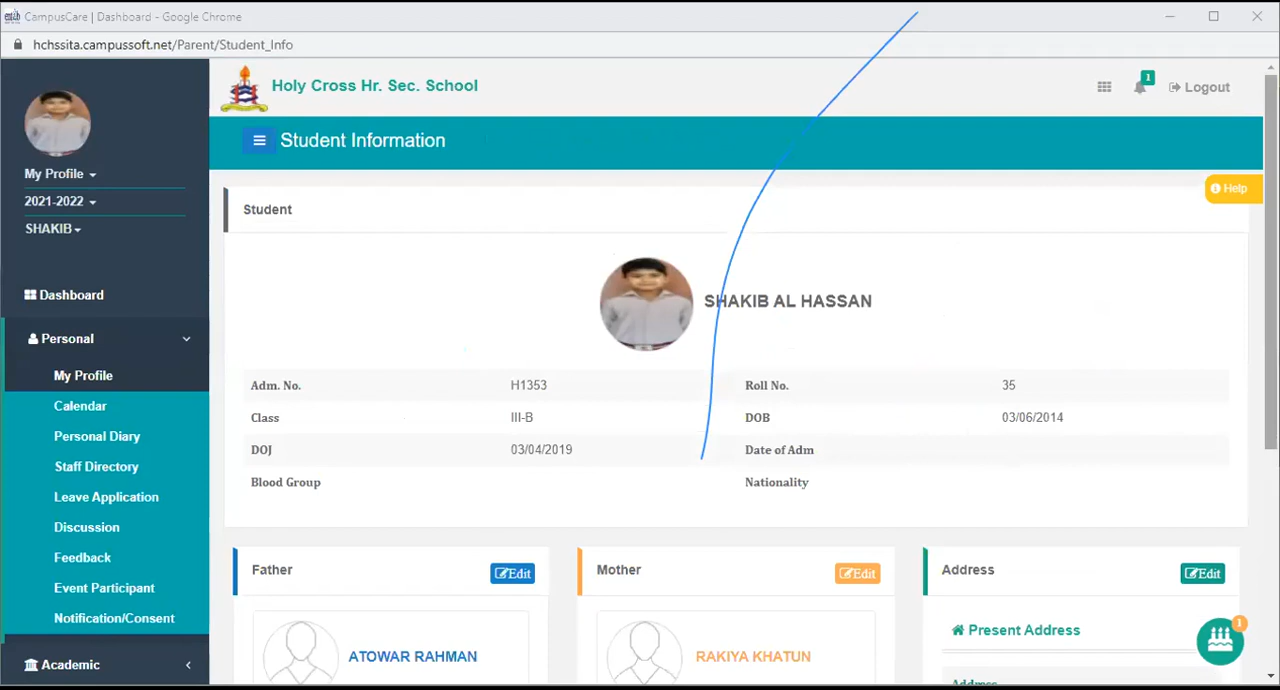 CampusCare | Dashboard - Google Chrome
hchssita.campussoft.net/Parent/Student_Info
My Profile
2021-2022
SHAKIB
Dashboard
Personal
My Profile
Calendar
Personal Diary
Staff Directory
Leave Application
Discussion
Feedback
Event Participant
Notification/Consent
Academic
Holy Cross Hr. Sec. School
1
Logout
Student Information
Help
Student
SHAKIB AL HASSAN
Adm. No. H1353 Roll No. 35
Class III-B DOB 03/06/2014
DOJ 03/04/2019 Date of Adm
Blood Group Nationality
Father Edit
ATOWAR RAHMAN
Mother Edit
RAKIYA KHATUN
Address Edit
Present Address
Address
1